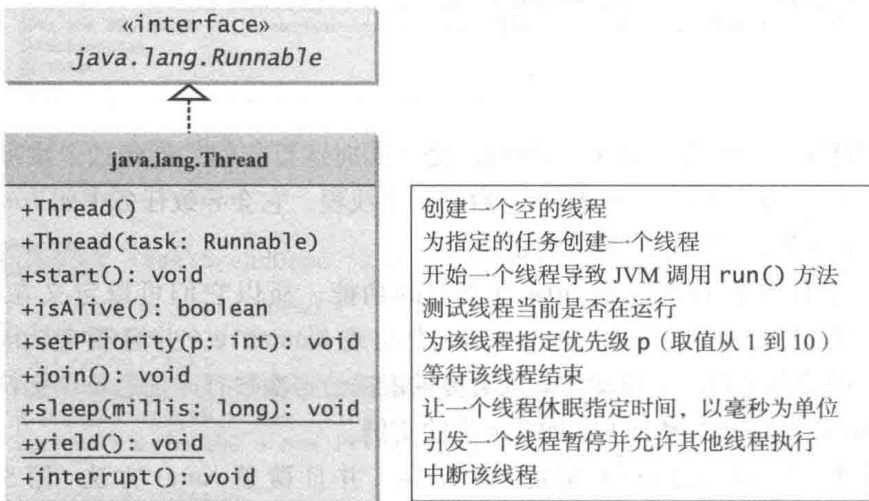 «interface»
java.lang.Runnable
java.lang.Thread
+Thread()
+Thread(task: Runnable)
+start(): void
+isAlive(): boolean
+setPriority(p: int): void
+join(): void
+sleep(millis: long): void
+yield(): void
+interrupt(): void
创建一个空的线程
为指定的任务创建一个线程
开始一个线程导致 JVM 调用 run() 方法
测试线程当前是否在运行
为该线程指定优先级 p（取值从 1 到 10）
等待该线程结束
让一个线程休眠指定时间，以毫秒为单位
引发一个线程暂停并允许其他线程执行
中断该线程